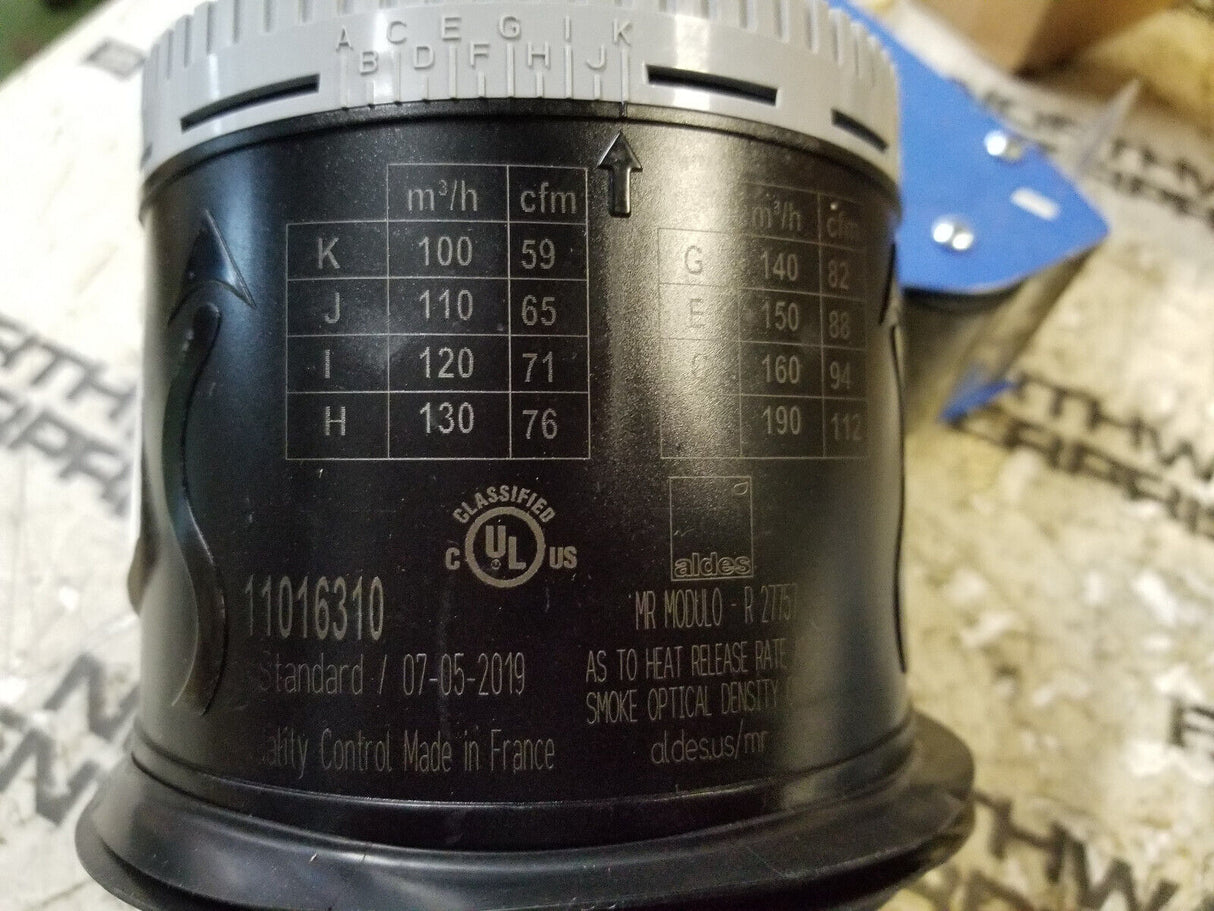 A C E G I K
B D F H J
m³/h cfm
K 100 59
J 110 65
I 120 71
H 130 76
m³/h cfm
G 140 82
E 150 88
C 160 94
190 112
CLASSIFIED
C UL US
aldes
11016310
Standard / 07-05-2019
Control Made in France
MR MODULO - R
AS TO HEAT RELEASE RATE
SMOKE OPTICAL DENSITY
aldes.us/mr